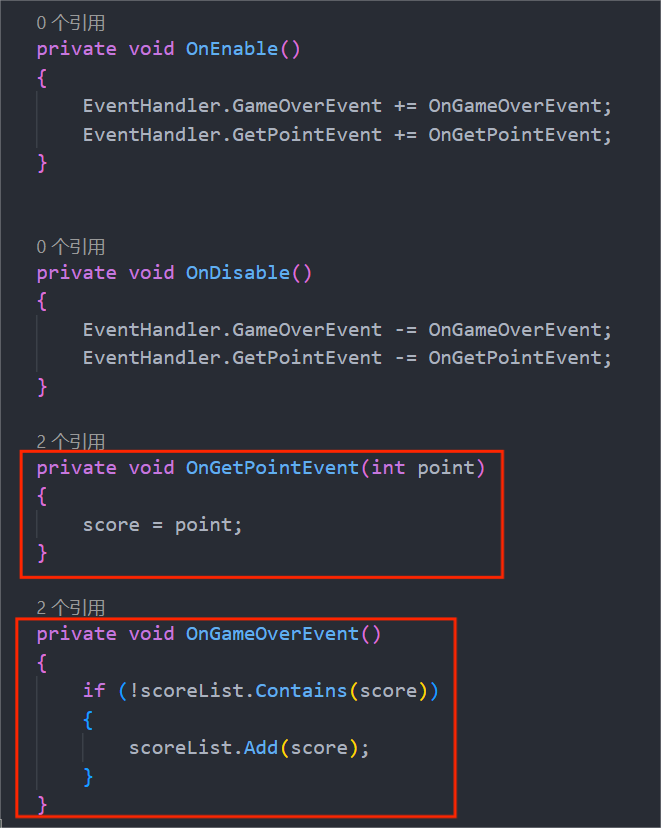 0 个引用
private void OnEnable()
{
EventHandler.GameOverEvent += OnGameOverEvent;
EventHandler.GetPointEvent += OnGetPointEvent;
}
0 个引用
private void OnDisable()
{
EventHandler.GameOverEvent -= OnGameOverEvent;
EventHandler.GetPointEvent -= OnGetPointEvent;
}
2 个引用
private void OnGetPointEvent(int point)
{
score = point;
}
2 个引用
private void OnGameOverEvent()
{
if (!scoreList.Contains(score))
{
scoreList.Add(score);
}
}